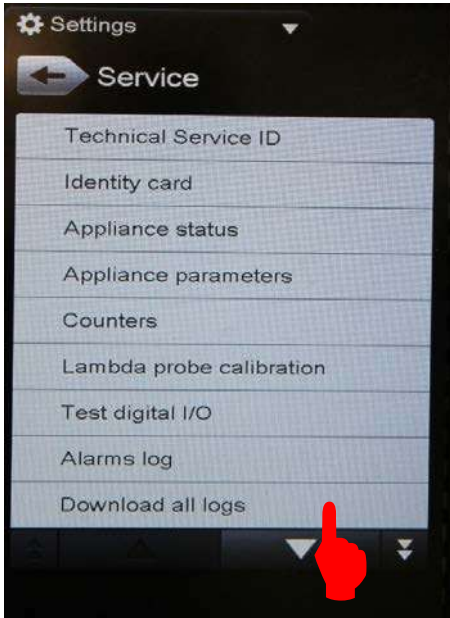 Settings
Service
Technical Service ID
Identity card
Appliance status
Appliance parameters
Counters
Lambda probe calibration
Test digital I/O
Alarms log
Download all logs